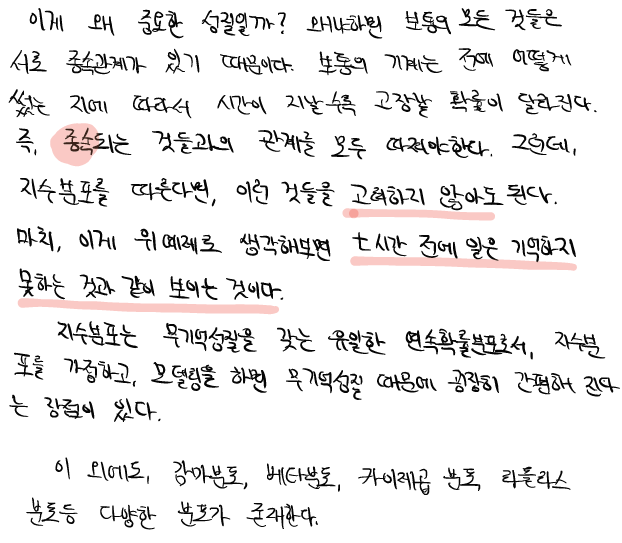 이게 왜 중요한 성질일까? 왜냐하면 보통의 모든 것들은
서로 종속관계가 있기 때문이다. 보통의 기계는 전에 어떻게
썼는 지에 따라서 시간이 지날수록 고장날 확률이 달라진다.
즉, 종속되는 것들과의 관계를 모두 따져야한다. 그런데,
지수분포를 따른다면, 이런 것들을 고려하지 않아도 된다.
마치, 이게 위 예제로 생각해보면 t시간 전에 일은 기억하지
못하는 것과 같이 보이는 것이다.
지수분포는 무기억성질을 갖는 유일한 연속확률분포로서, 지수분
포를 가정하고, 모델링을 하면 무기억성질 때문에 굉장히 간편해 진다
는 장점이 있다.
이 외에도, 감마분포, 베타분포, 카이제곱 분포, 라플라스
분포등 다양한 분포가 존재한다.